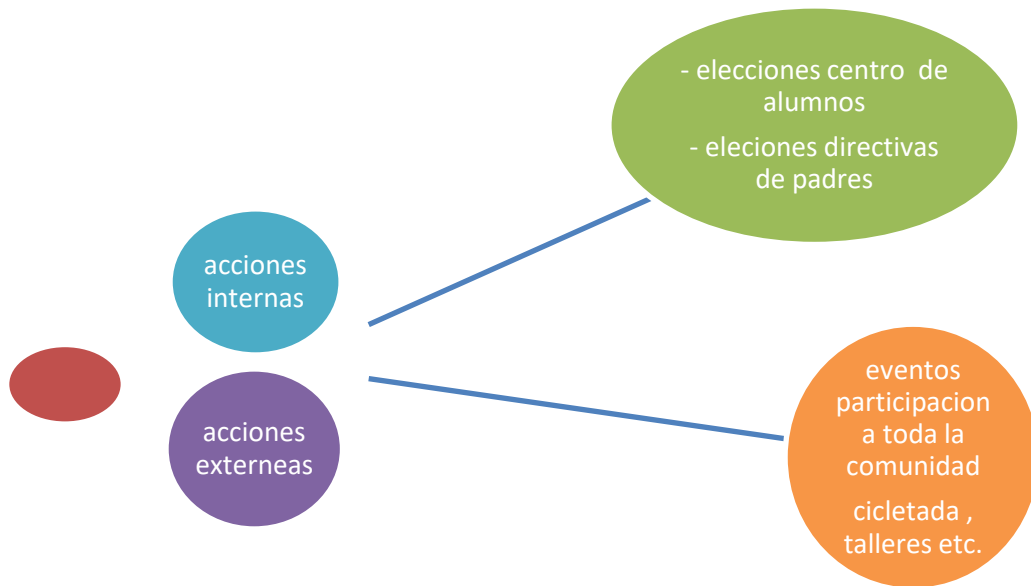 - elecciones centro de
alumnos
- eleciones directivas
de padres
acciones
internas
acciones
externeas
eventos
participacion
a toda la
comunidad
cicletada ,
talleres etc.